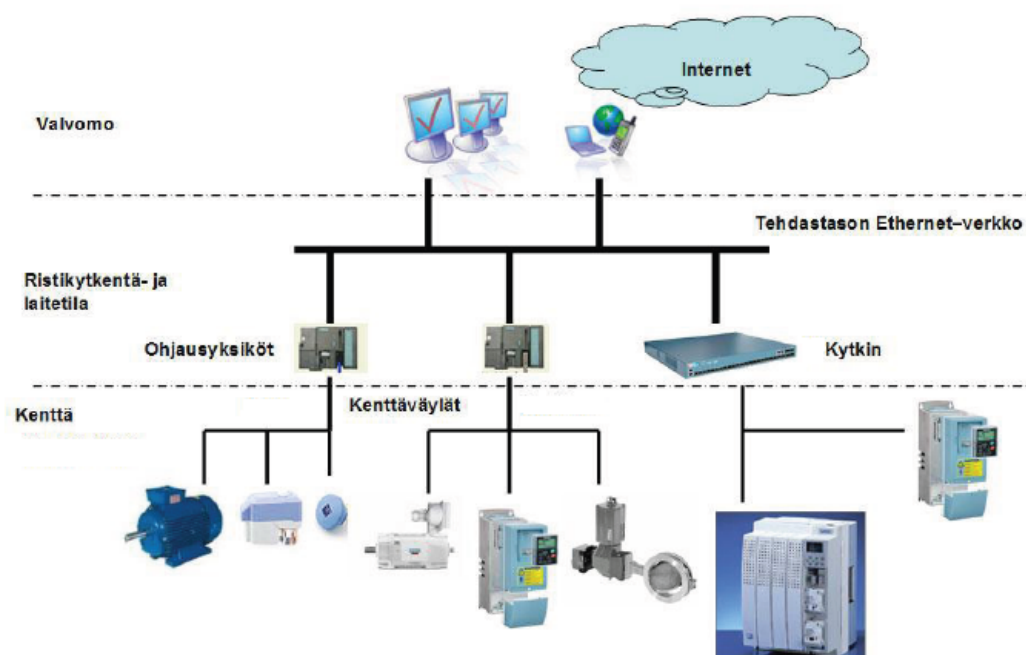 Internet
Valvomo
Tehdastason Ethernet–verkko
Ristikytkentä- ja
laitetila
Ohjausyksiköt
Kytkin
Kenttä
Kenttäväylät